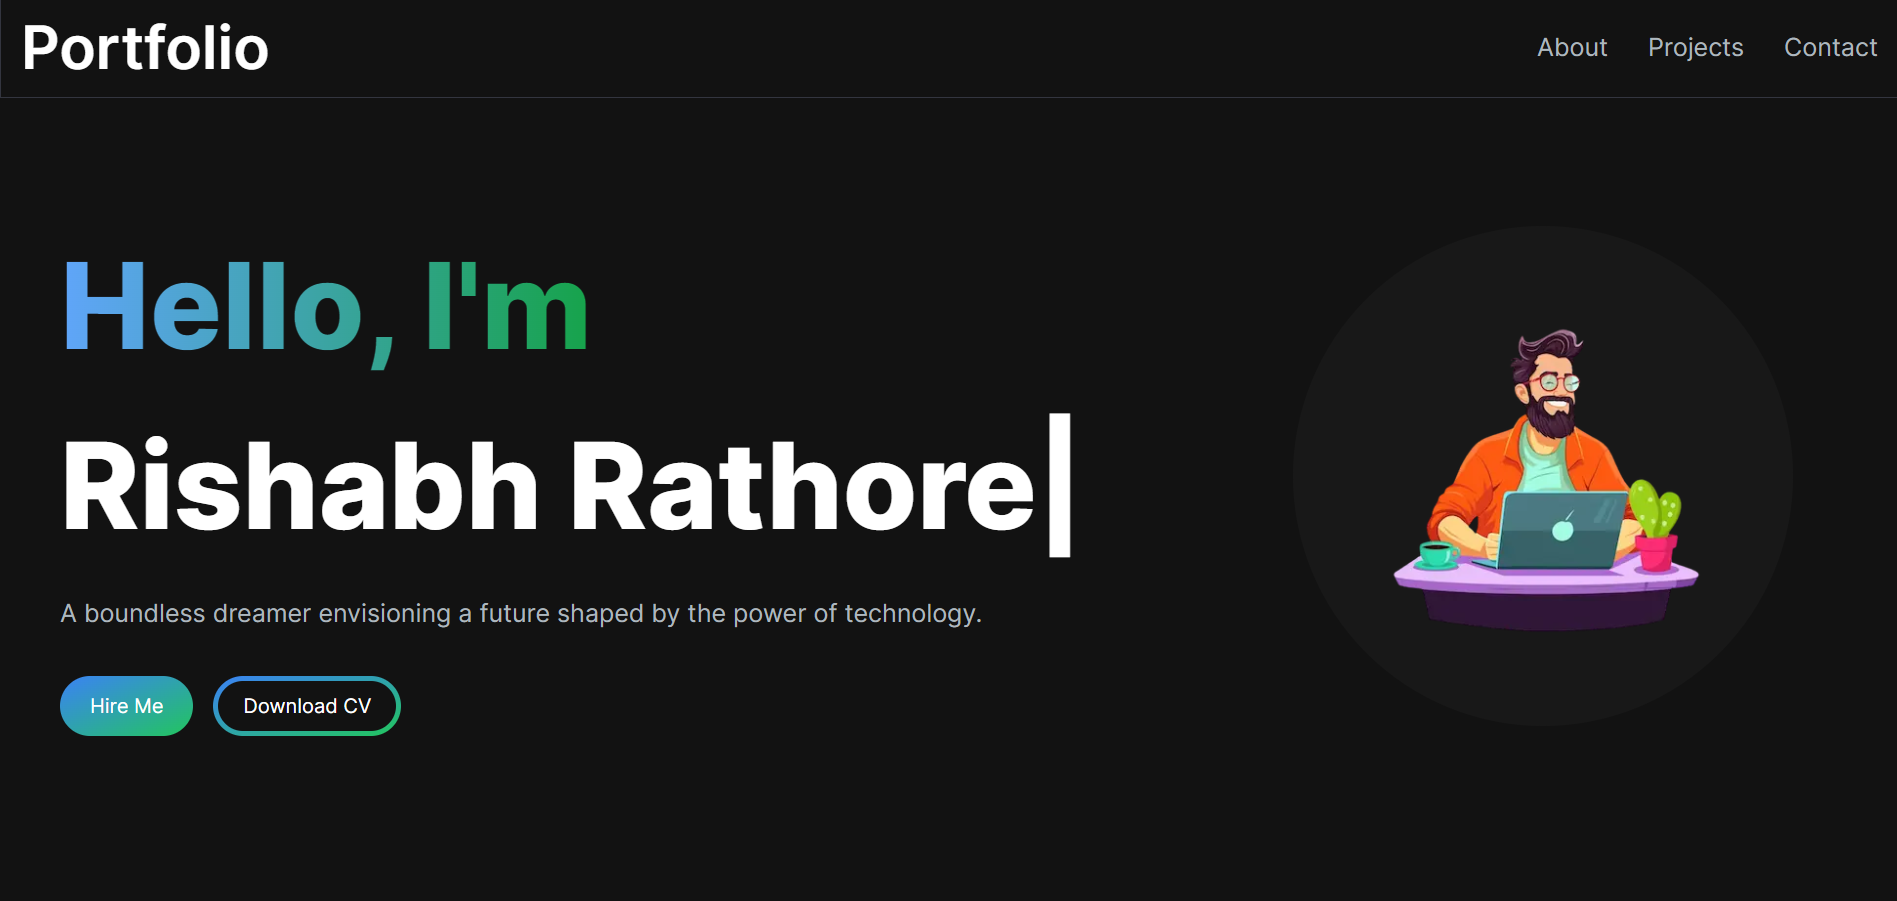 Portfolio
About Projects Contact
Hello, I'm
Rishabh Rathore|
A boundless dreamer envisioning a future shaped by the power of technology.
Hire Me Download CV